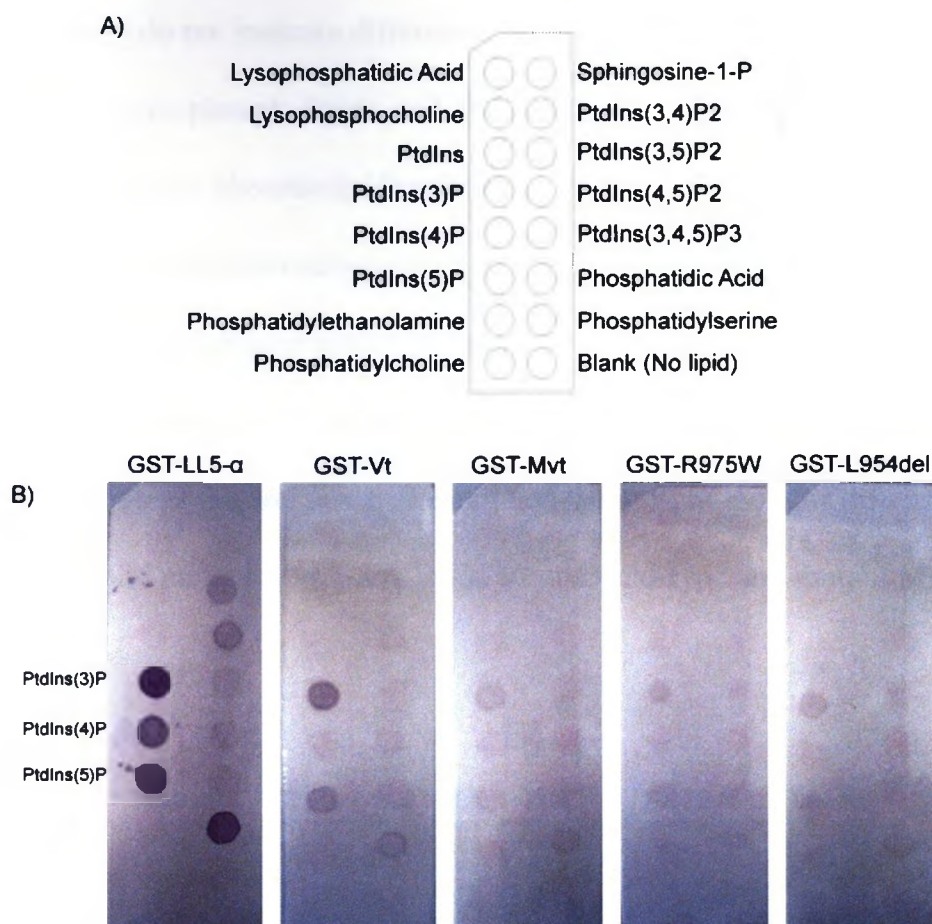 A)
Lysophosphatidic Acid Sphingosine-1-P
Lysophosphocholine PtdIns(3,4)P2
PtdIns PtdIns(3,5)P2
PtdIns(3)P PtdIns(4,5)P2
PtdIns(4)P PtdIns(3,4,5)P3
PtdIns(5)P Phosphatidic Acid
Phosphatidylethanolamine Phosphatidylserine
Phosphatidylcholine Blank (No lipid)
GST-LL5-α GST-Vt GST-Mvt GST-R975W GST-L954del
B)
PtdIns(3)P
PtdIns(4)P
PtdIns(5)P